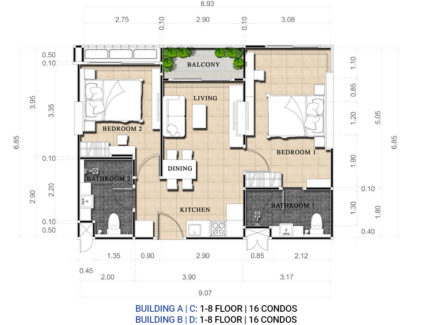 8.93
2.75 0.10 2.90 0.10 3.08
0.50
0.10
3.95
3.35
6.85
0.10
2.90
2.20
0.10
0.50
BALCONY
LIVING
BEDROOM 2
DINING
BEDROOM 1
BATHROOM 2
KITCHEN
BATHROOM 1
1.10
0.85
1.20
5.05
6.85
1.90
0.10
1.30
1.80
0.40
1.35 0.90 2.90 0.85 2.12
0.45
2.00 3.90 3.17
9.07
BUILDING A | C: 1-8 FLOOR | 16 CONDOS
BUILDING B | D: 1-8 FLOOR | 16 CONDOS